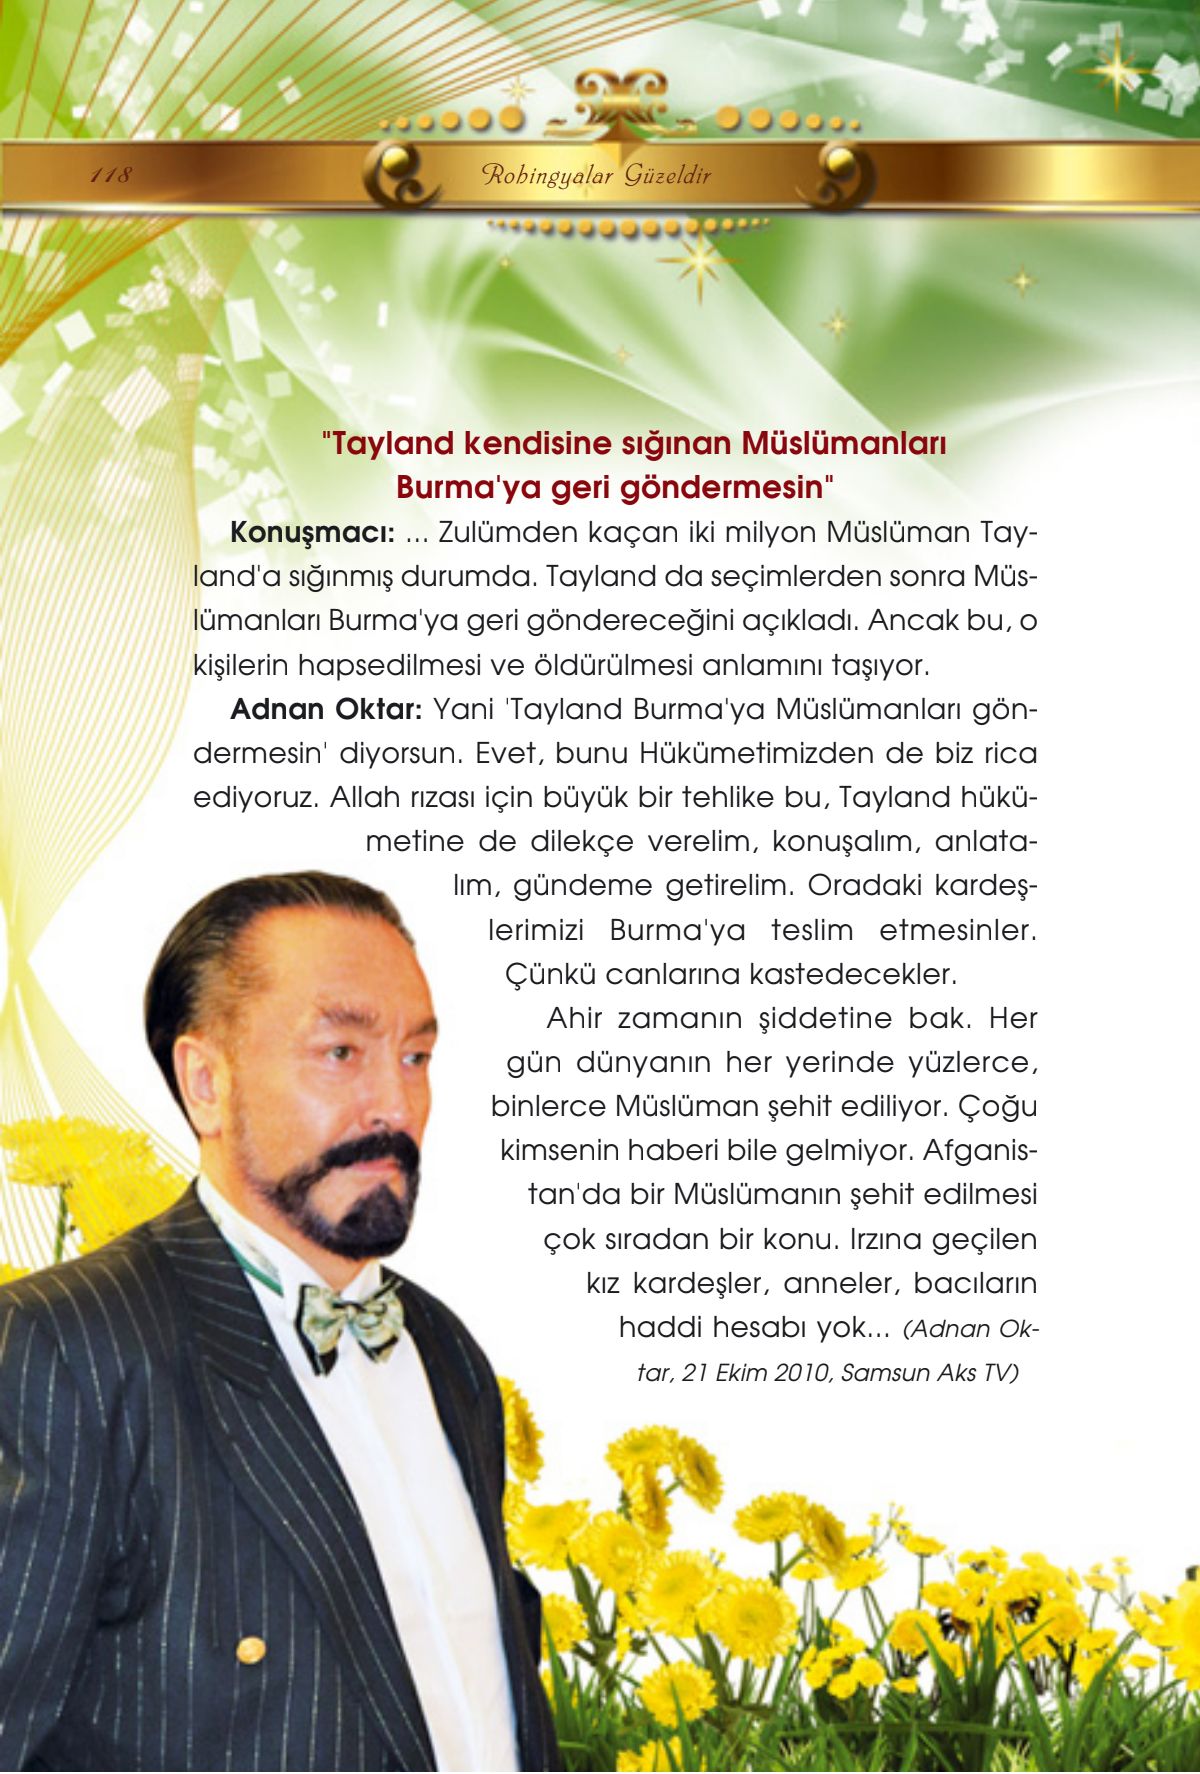 118
Rohingyalar Güzeldir
"Tayland kendisine sığınan Müslümanları
Burma'ya geri göndermesin"
Konuşmacı: ... Zulümden kaçan iki milyon Müslüman Tay-
land'a sığınmış durumda. Tayland da seçimlerden sonra Müs-
lümanları Burma'ya geri göndereceğini açıkladı. Ancak bu, o
kişilerin hapsedilmesi ve öldürülmesi anlamını taşıyor.
Adnan Oktar: Yani 'Tayland Burma'ya Müslümanları gön-
dermesin' diyorsun. Evet, bunu Hükümetimizden de biz rica
ediyoruz. Allah rızası için büyük bir tehlike bu, Tayland hükü-
metine de dilekçe verelim, konuşalım, anlata-
lım, gündeme getirelim. Oradaki kardeş-
lerimizi Burma'ya teslim etmesinler.
Çünkü canlarına kastedecekler.
Ahir zamanın şiddetine bak. Her
gün dünyanın her yerinde yüzlerce,
binlerce Müslüman şehit ediliyor. Çoğu
kimsenin haberi bile gelmiyor. Afganis-
tan'da bir Müslümanın şehit edilmesi
çok sıradan bir konu. Irzına geçilen
kız kardeşler, anneler, bacıların
haddi hesabı yok... (Adnan Ok-
tar, 21 Ekim 2010, Samsun Aks TV)